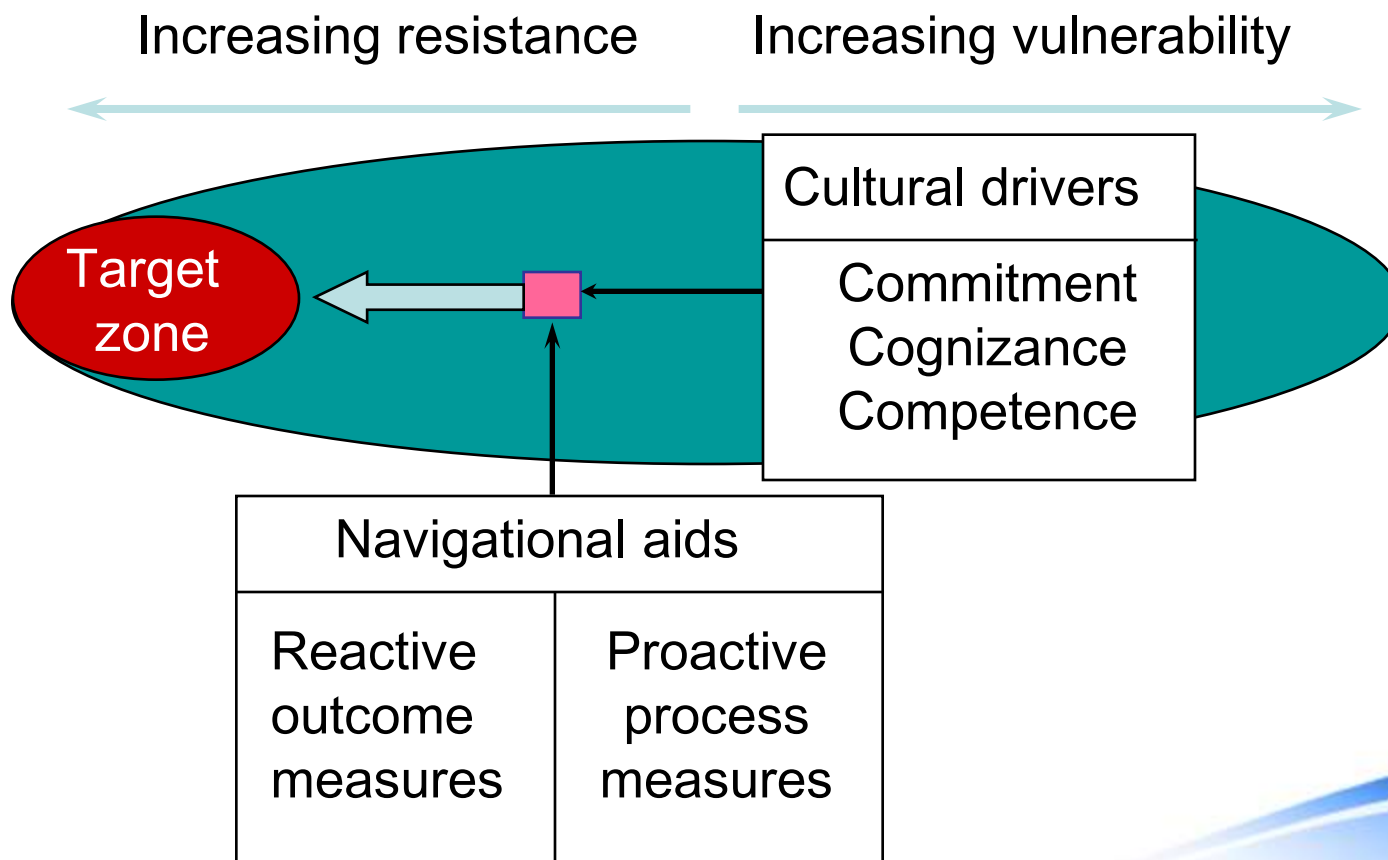 Increasing resistance
Increasing vulnerability
Cultural drivers
Commitment
Cognizance
Competence
Target
zone
Navigational aids
Reactive
outcome
measures
Proactive
process
measures